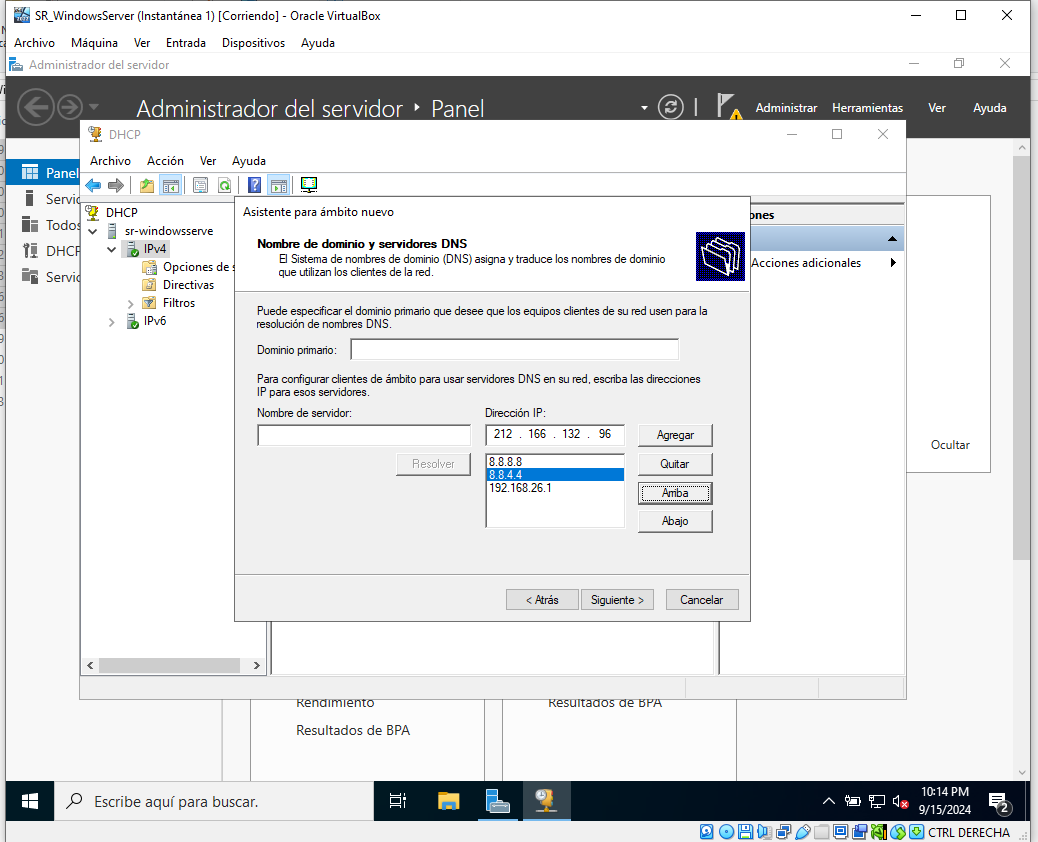 SR_WindowsServer (Instantánea 1) [Corriendo] - Oracle VirtualBox
Archivo Máquina Ver Entrada Dispositivos Ayuda
Administrador del servidor
Administrador del servidor Panel
Administrar Herramientas Ver Ayuda
DHCP
Archivo Acción Ver Ayuda
Panel
Servic
Todos
DHCP
Servic
DHCP
sr-windowsserve
IPv4
Opciones de s
Directivas
Filtros
IPv6
Asistente para ámbito nuevo
Nombre de dominio y servidores DNS
El Sistema de nombres de dominio (DNS) asigna y traduce los nombres de dominio
que utilizan los clientes de la red.
Puede especificar el dominio primario que desee que los equipos clientes de su red usen para la
resolución de nombres DNS.
Dominio primario:
Para configurar clientes de ámbito para usar servidores DNS en su red, escriba las direcciones
IP para esos servidores.
Nombre de servidor: Dirección IP:
212 . 166 . 132 . 96 Agregar
Resolver
8.8.8.8
8.8.4.4
192.168.26.1
Quitar
Arriba
Abajo
< Atrás Siguiente > Cancelar
ones
Acciones adicionales
Ocultar
Rendimiento
Resultados de BPA
Resultados de BPA
Escribe aquí para buscar.
10:14 PM
9/15/2024
2
CTRL DERECHA